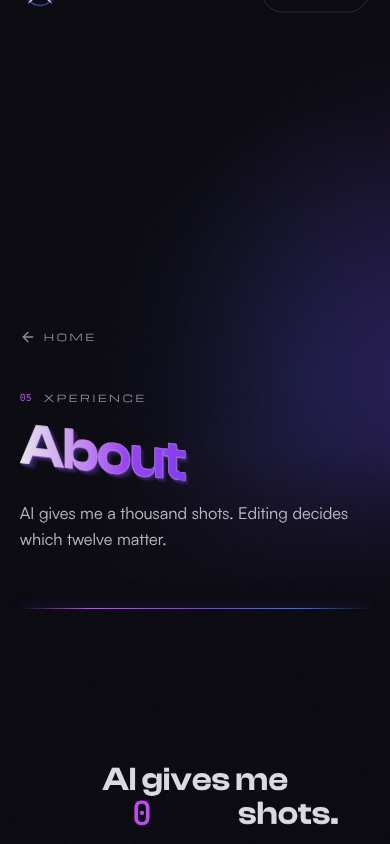 ← HOME
05 XPERIENCE
About
AI gives me a thousand shots. Editing decides
which twelve matter.
AI gives me
0 shots.